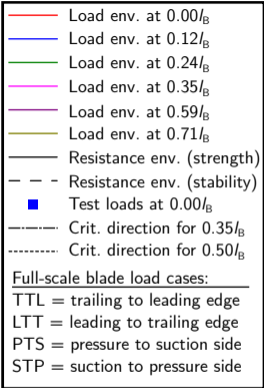 Load env. at 0.00l_B
Load env. at 0.12l_B
Load env. at 0.24l_B
Load env. at 0.35l_B
Load env. at 0.59l_B
Load env. at 0.71l_B
Resistance env. (strength)
Resistance env. (stability)
Test loads at 0.00l_B
Crit. direction for 0.35l_B
Crit. direction for 0.50l_B
Full-scale blade load cases:
TTL = trailing to leading edge
LTT = leading to trailing edge
PTS = pressure to suction side
STP = suction to pressure side